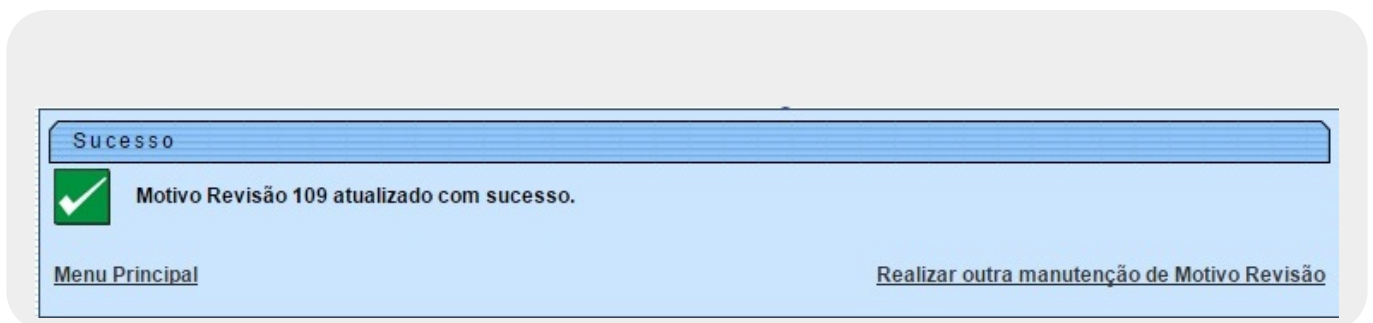 Sucesso
Motivo Revisão 109 atualizado com sucesso.
Menu Principal
Realizar outra manutenção de Motivo Revisão